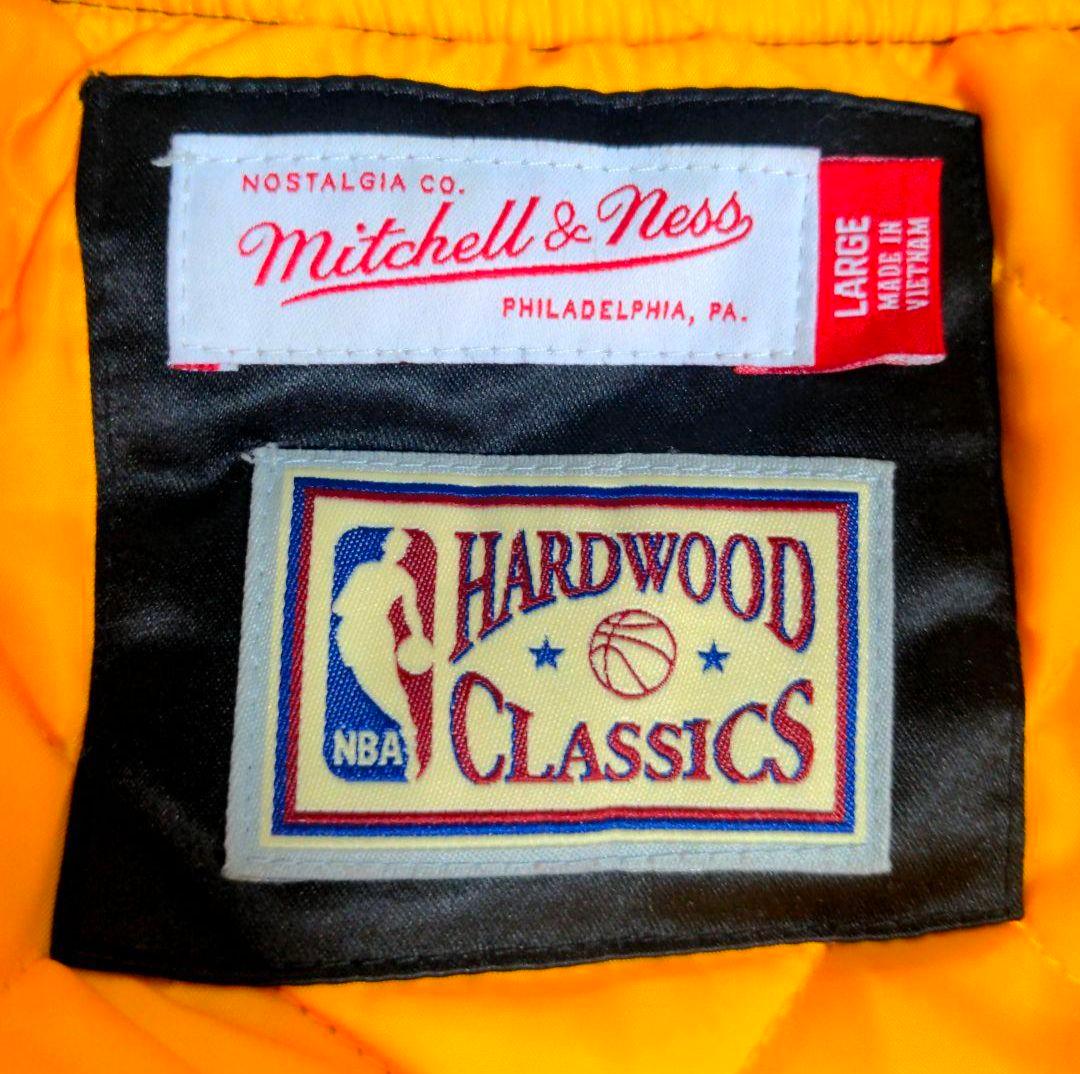 NOSTALGIA CO.
Mitchell & Ness
PHILADELPHIA, PA.
LARGE
MADE IN
VIETNAM
HARDWOOD
CLASSICS
NBA